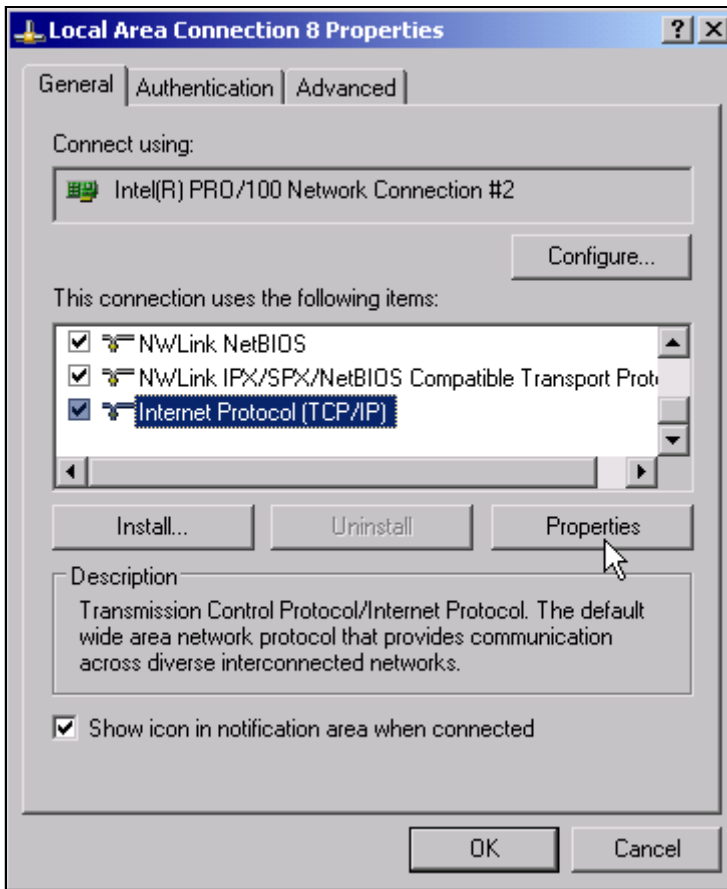 Local Area Connection 8 Properties
General Authentication Advanced
Connect using:
Intel(R) PRO/100 Network Connection #2
Configure...
This connection uses the following items:
NWLink NetBIOS
NWLink IPX/SPX/NetBIOS Compatible Transport Prot
Internet Protocol (TCP/IP)
Install... Uninstall Properties
Description
Transmission Control Protocol/Internet Protocol. The default
wide area network protocol that provides communication
across diverse interconnected networks.
Show icon in notification area when connected
OK Cancel